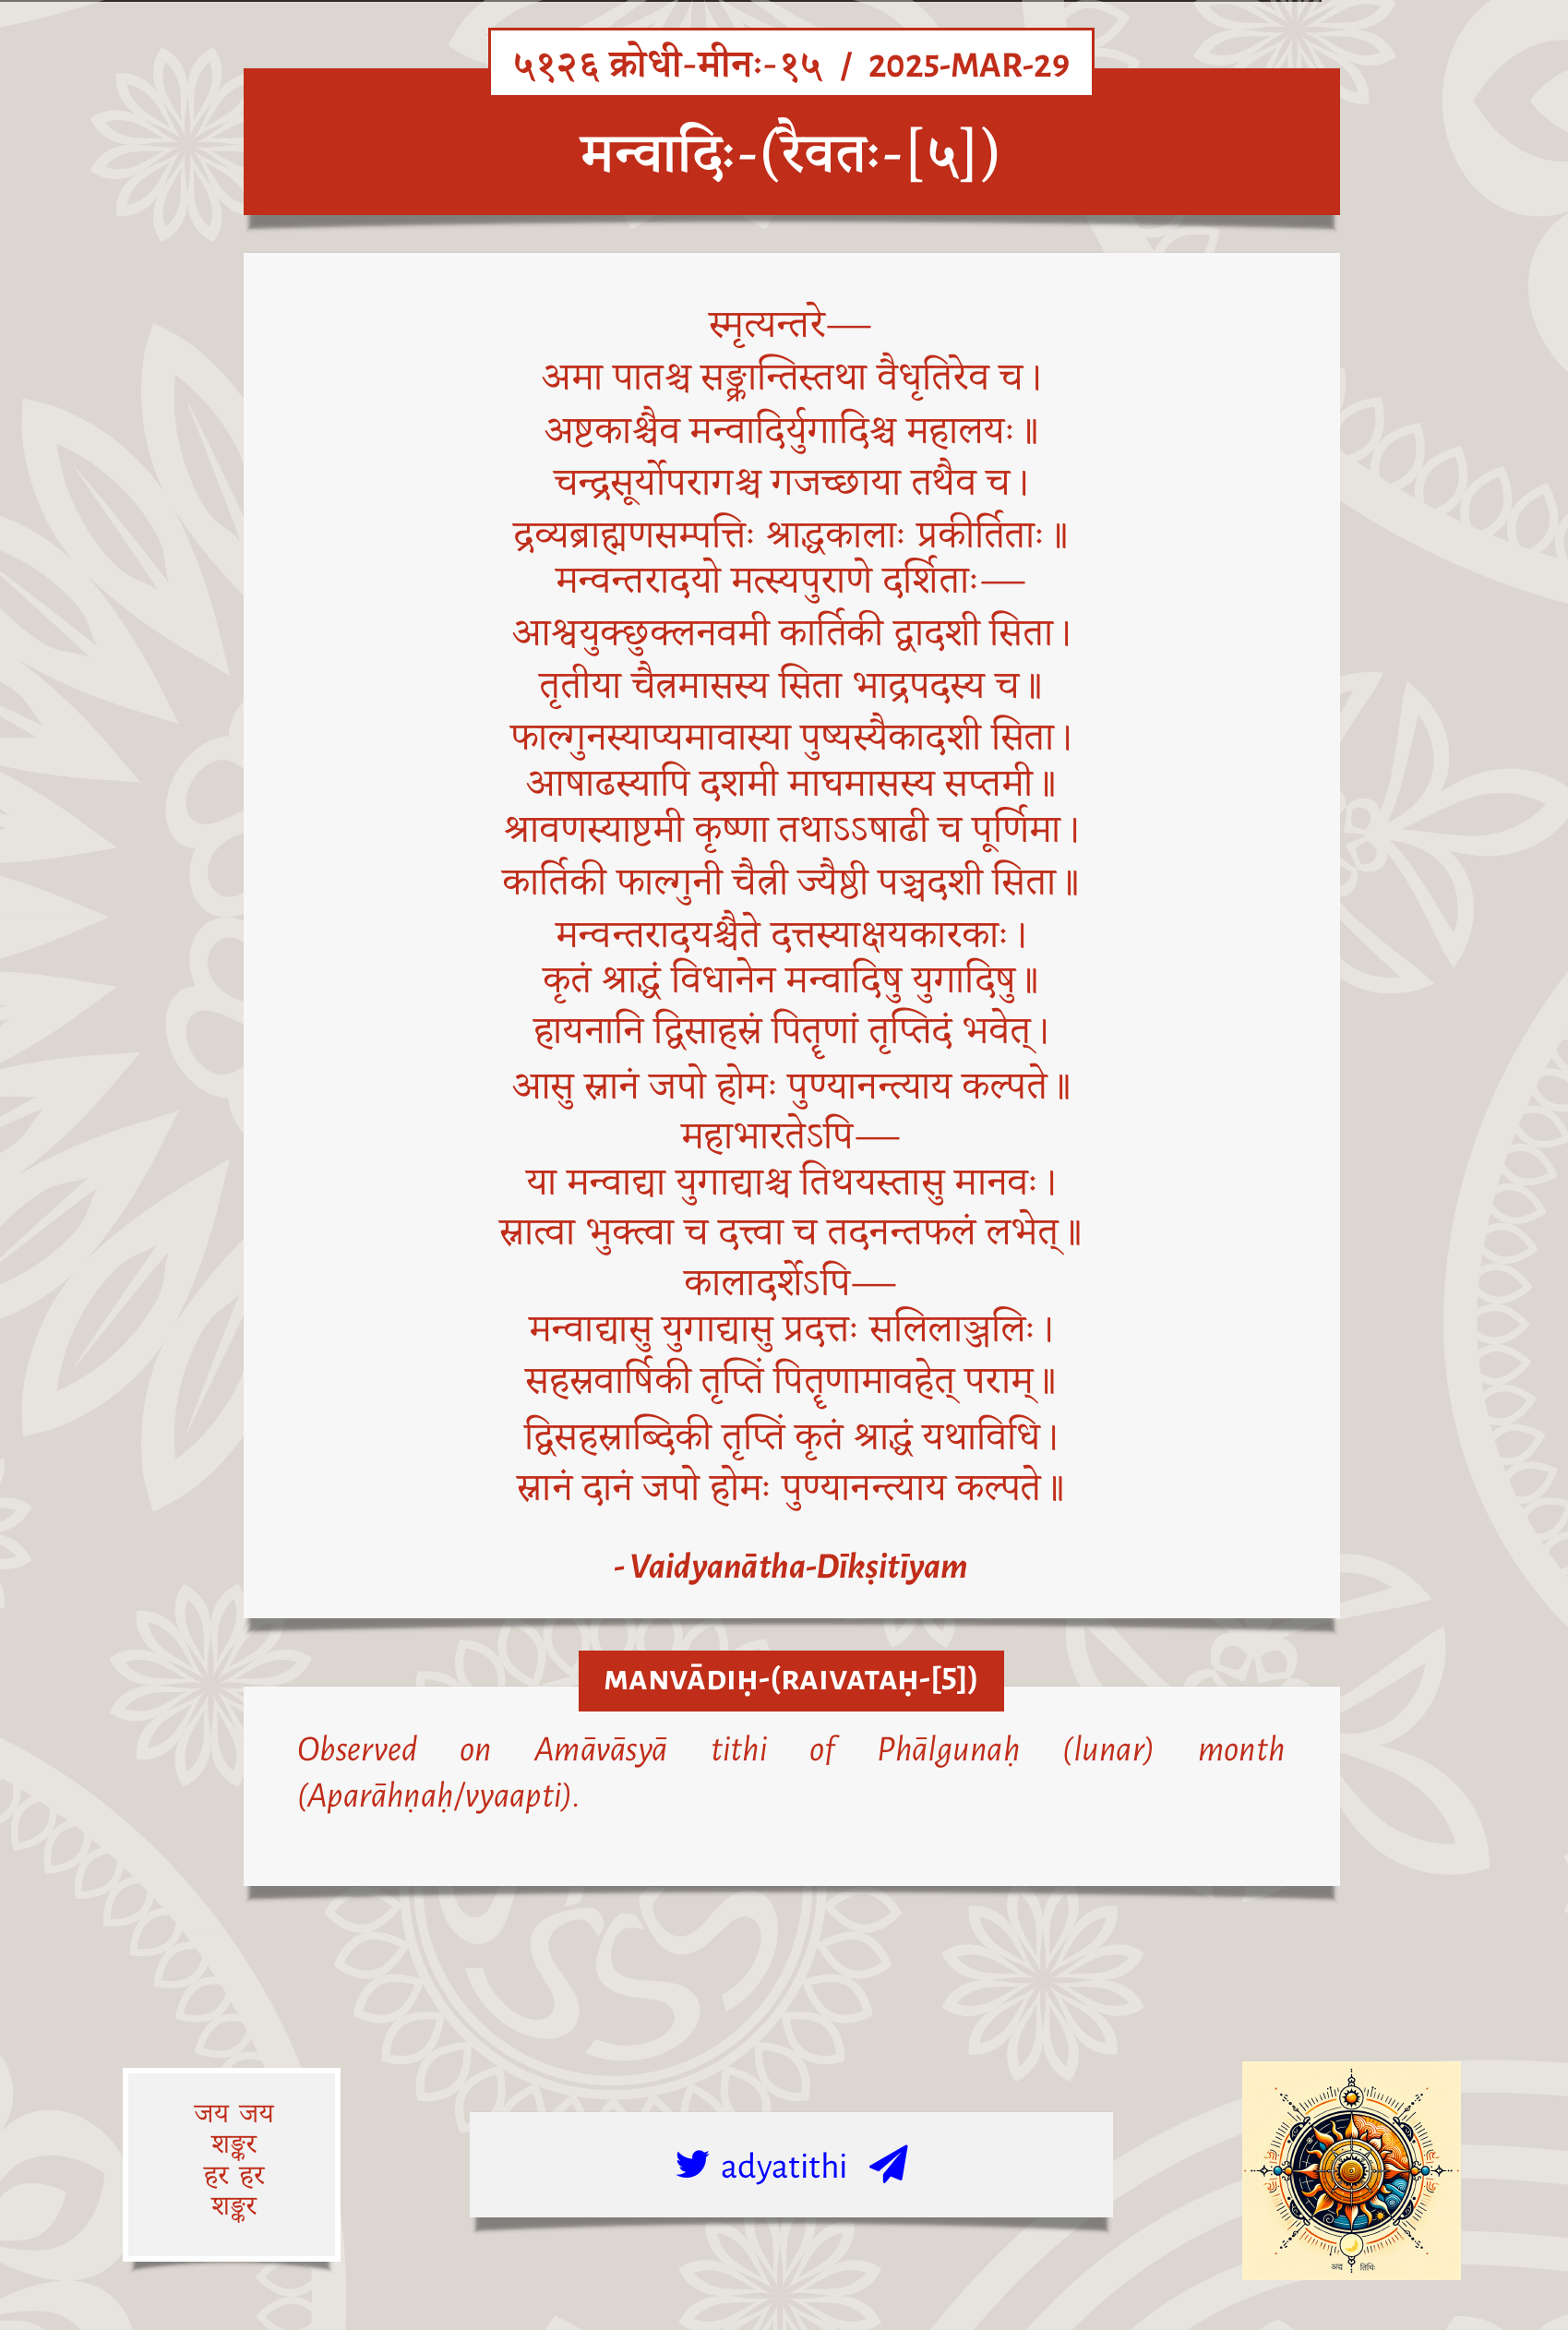 ५१२६ क्रोधी-मीनः-१५ / 2025-MAR-29
मन्वादिः-(रैवतः-[५])
स्मृत्यन्तरे—
अमा पातश्च सङ्क्रान्तिस्तथा वैधृतिरेव च।
अष्टकाश्चैव मन्वादिर्युगादिश्च महालयः॥
चन्द्रसूर्योपरागश्च गजच्छाया तथैव च।
द्रव्यब्राह्मणसम्पत्तिः श्राद्धकालाः प्रकीर्तिताः॥
मन्वन्तरादयो मत्स्यपुराणे दर्शिताः—
आश्वयुक्छुक्लनवमी कार्तिकी द्वादशी सिता।
तृतीया चैत्रमासस्य सिता भाद्रपदस्य च॥
फाल्गुनस्याप्यमावास्या पुष्यस्यैकादशी सिता।
आषाढस्यापि दशमी माघमासस्य सप्तमी॥
श्रावणस्याष्टमी कृष्णा तथाऽऽषाढी च पूर्णिमा।
कार्तिकी फाल्गुनी चैत्री ज्यैष्ठी पञ्चदशी सिता॥
मन्वन्तरादयश्चैते दत्तस्याक्षयकारकाः।
कृतं श्राद्धं विधानेन मन्वादिषु युगादिषु॥
हायनानि द्विसाहस्रं पितॄणां तृप्तिदं भवेत्।
आसु स्नानं जपो होमः पुण्यानन्त्याय कल्पते॥
महाभारतेऽपि—
या मन्वाद्या युगाद्याश्च तिथयस्तासु मानवः।
स्नात्वा भुक्त्वा च दत्त्वा च तदनन्तफलं लभेत्॥
कालादर्शेऽपि—
मन्वाद्यासु युगाद्यासु प्रदत्तः सलिलाञ्जलिः।
सहस्रवार्षिकी तृप्तिं पितॄणामावहेत् पराम्॥
द्विसहस्राब्दिकी तृप्तिं कृतं श्राद्धं यथाविधि।
स्नानं दानं जपो होमः पुण्यानन्त्याय कल्पते॥
- Vaidyanātha-Dīkṣitīyam
MANVĀDIḤ-(RAIVATAḤ-[5])
Observed on Amāvāsyā tithi of Phālgunaḥ (lunar) month
(Aparāhṇaḥ/vyaapti).
जय जय
शङ्कर
हर हर
शङ्कर
adyatithi
अद्य तिथिः